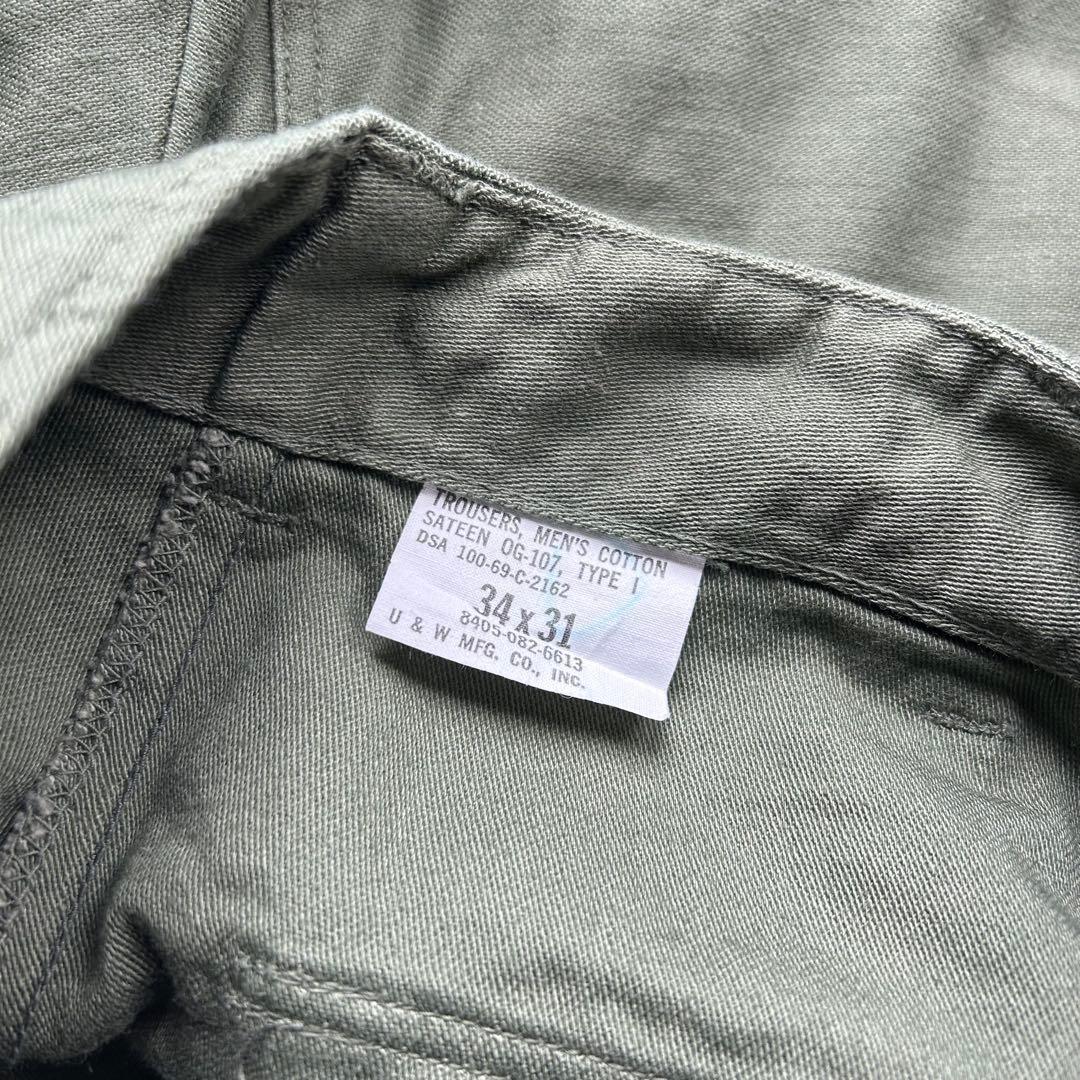 TROUSERS, MEN'S COTTON
SATEEN OG-107, TYPE I
DSA 100-69-C-2162
34 x 31
8405-082-6613
U & W MFG. CO., INC.